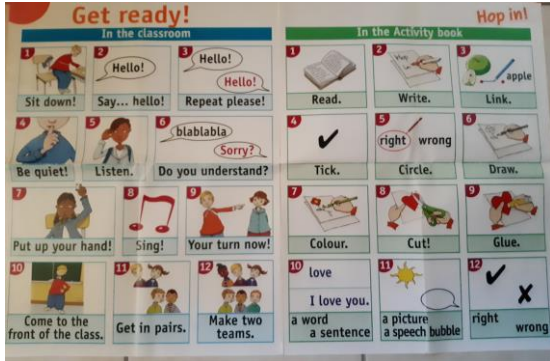 Get ready!
Hop in!
In the classroom
1
Sit down!
2
Hello!
Say... hello!
3
Hello!
Hello!
Repeat please!
4
Be quiet!
5
Listen.
6
blablabla
Sorry?
Do you understand?
7
Put up your hand!
8
Sing!
9
Your turn now!
10
Come to the
front of the class.
11
Get in pairs.
12
Make two
teams.
In the Activity book
1
Read.
2
Write.
3
apple
Link.
4
Tick.
5
right wrong
Circle.
6
Draw.
7
Colour.
8
Cut!
9
Glue.
10
love
I love you.
a word
a sentence
11
a picture
a speech bubble
12
right
wrong